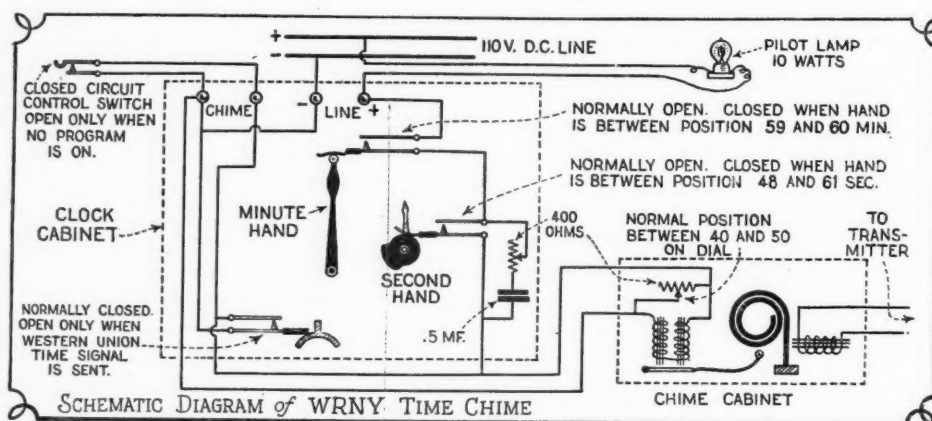 +
-
110 V. D.C. LINE
PILOT LAMP
10 WATTS
CLOSED CIRCUIT
CONTROL SWITCH
OPEN ONLY WHEN
NO PROGRAM
IS ON.
CHIME
-
LINE
+
NORMALLY OPEN. CLOSED WHEN HAND
IS BETWEEN POSITION 59 AND 60 MIN.
NORMALLY OPEN. CLOSED WHEN HAND
IS BETWEEN POSITION 48 AND 61 SEC.
CLOCK
CABINET
MINUTE
HAND
SECOND
HAND
400
OHMS
NORMAL POSITION
BETWEEN 40 AND 50
ON DIAL
TO
TRANS-
MITTER
NORMALLY CLOSED.
OPEN ONLY WHEN
WESTERN UNION
TIME SIGNAL
IS SENT.
.5 MF.
CHIME CABINET
SCHEMATIC DIAGRAM of WRNY TIME CHIME